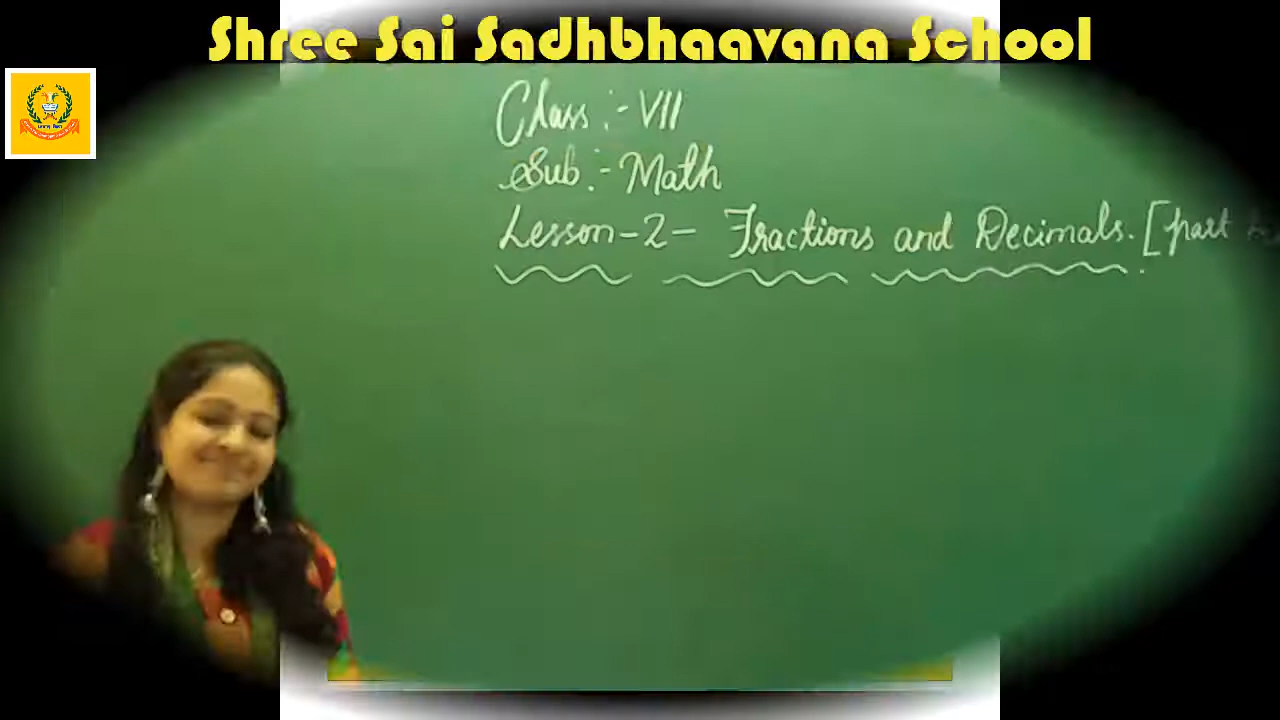 Shree Sai Sadhbhaavana School
Class :- VII
Sub :- Math
Lesson-2- Fractions and Decimals. [part